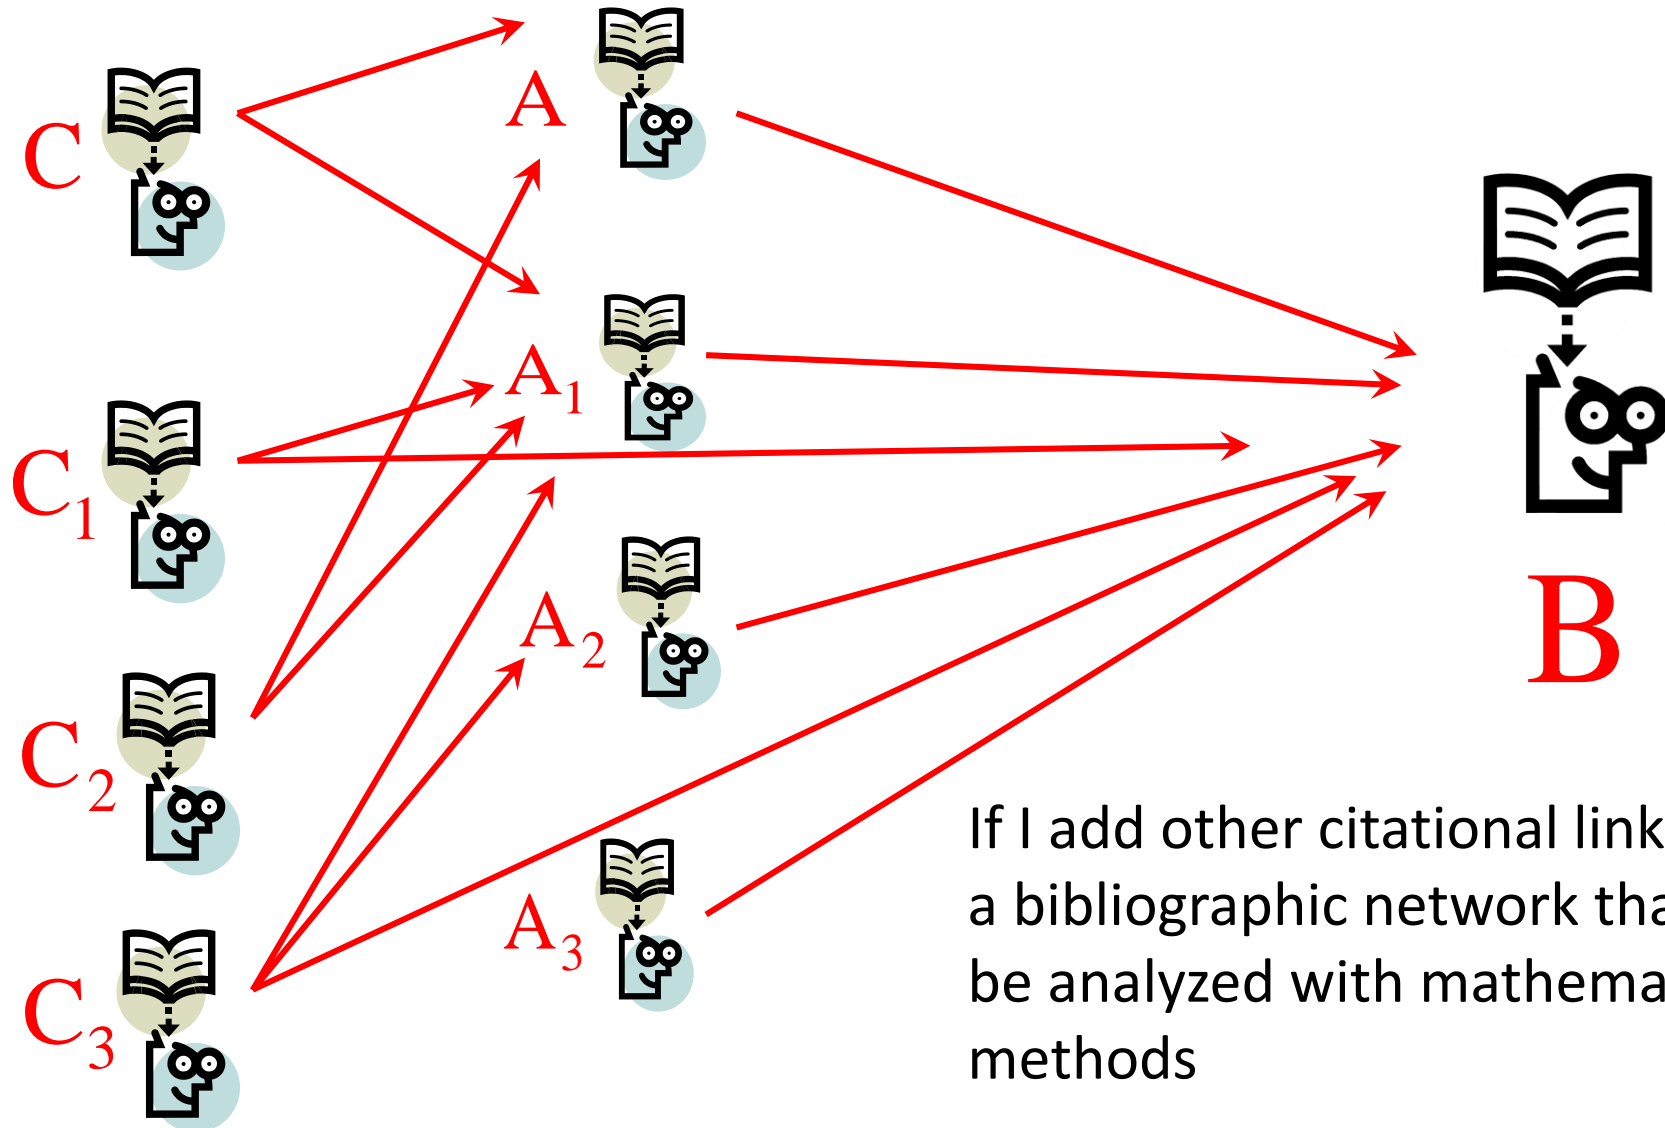 C
A
C₁
A₁
C₂
A₂
B
C₃
A₃
If I add other citational link
a bibliographic network tha
be analyzed with mathema
methods